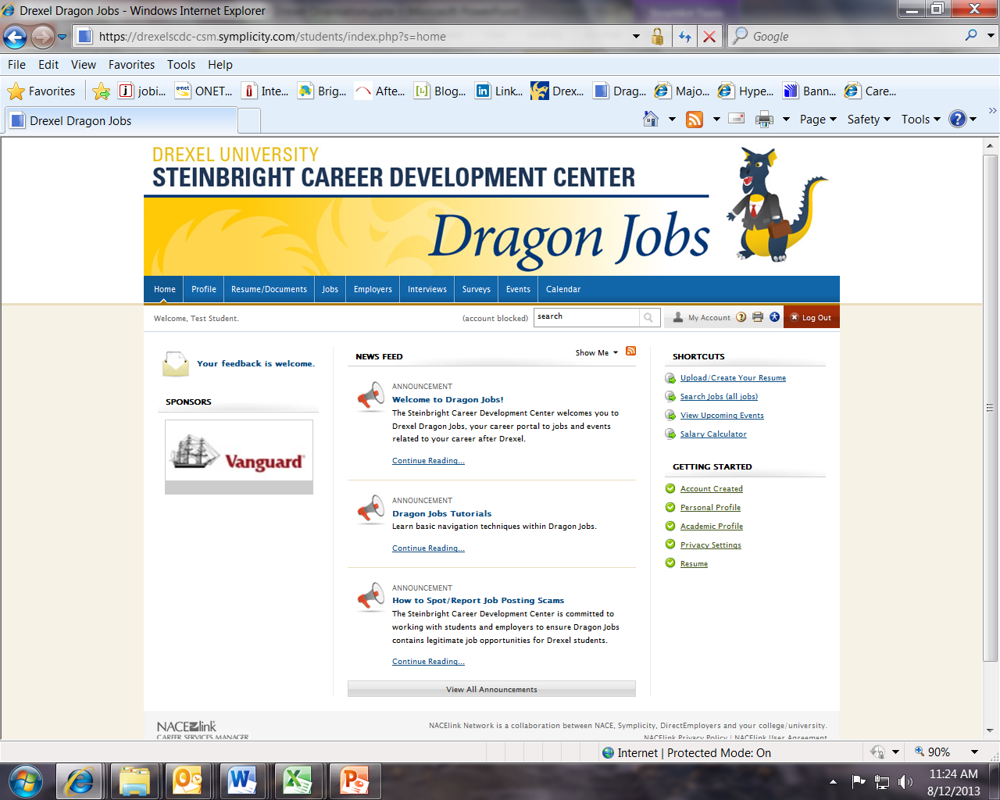 Drexel Dragon Jobs - Windows Internet Explorer
https://drexelscdc-csm.symplicity.com/students/index.php?s=home
Google
File Edit View Favorites Tools Help
Favorites jobi... ONET... Inte... Brig... Afte... Blog... Link... Drex... Drag... Majo... Hype... Bann... Care...
Drexel Dragon Jobs
Page Safety Tools
DREXEL UNIVERSITY
STEINBRIGHT CAREER DEVELOPMENT CENTER
Dragon Jobs
Home Profile Resume/Documents Jobs Employers Interviews Surveys Events Calendar
Welcome, Test Student. (account blocked) search My Account Log Out
Your feedback is welcome.
SPONSORS
Vanguard
NEWS FEED Show Me
ANNOUNCEMENT
Welcome to Dragon Jobs!
The Steinbright Career Development Center welcomes you to
Drexel Dragon Jobs, your career portal to jobs and events
related to your career after Drexel.
Continue Reading...
ANNOUNCEMENT
Dragon Jobs Tutorials
Learn basic navigation techniques within Dragon Jobs.
Continue Reading...
ANNOUNCEMENT
How to Spot/Report Job Posting Scams
The Steinbright Career Development Center is committed to
working with students and employers to ensure Dragon Jobs
contains legitimate job opportunities for Drexel students.
Continue Reading...
View All Announcements
SHORTCUTS
Upload/Create Your Resume
Search Jobs (all jobs)
View Upcoming Events
Salary Calculator
GETTING STARTED
Account Created
Personal Profile
Academic Profile
Privacy Settings
Resume
NACElink
CAREER SERVICES MANAGER
NACElink Network is a collaboration between NACE, Symplicity, DirectEmployers and your college/university.
NACElink Privacy Policy | NACElink User Agreement
Internet | Protected Mode: On
90%
11:24 AM
8/12/2013